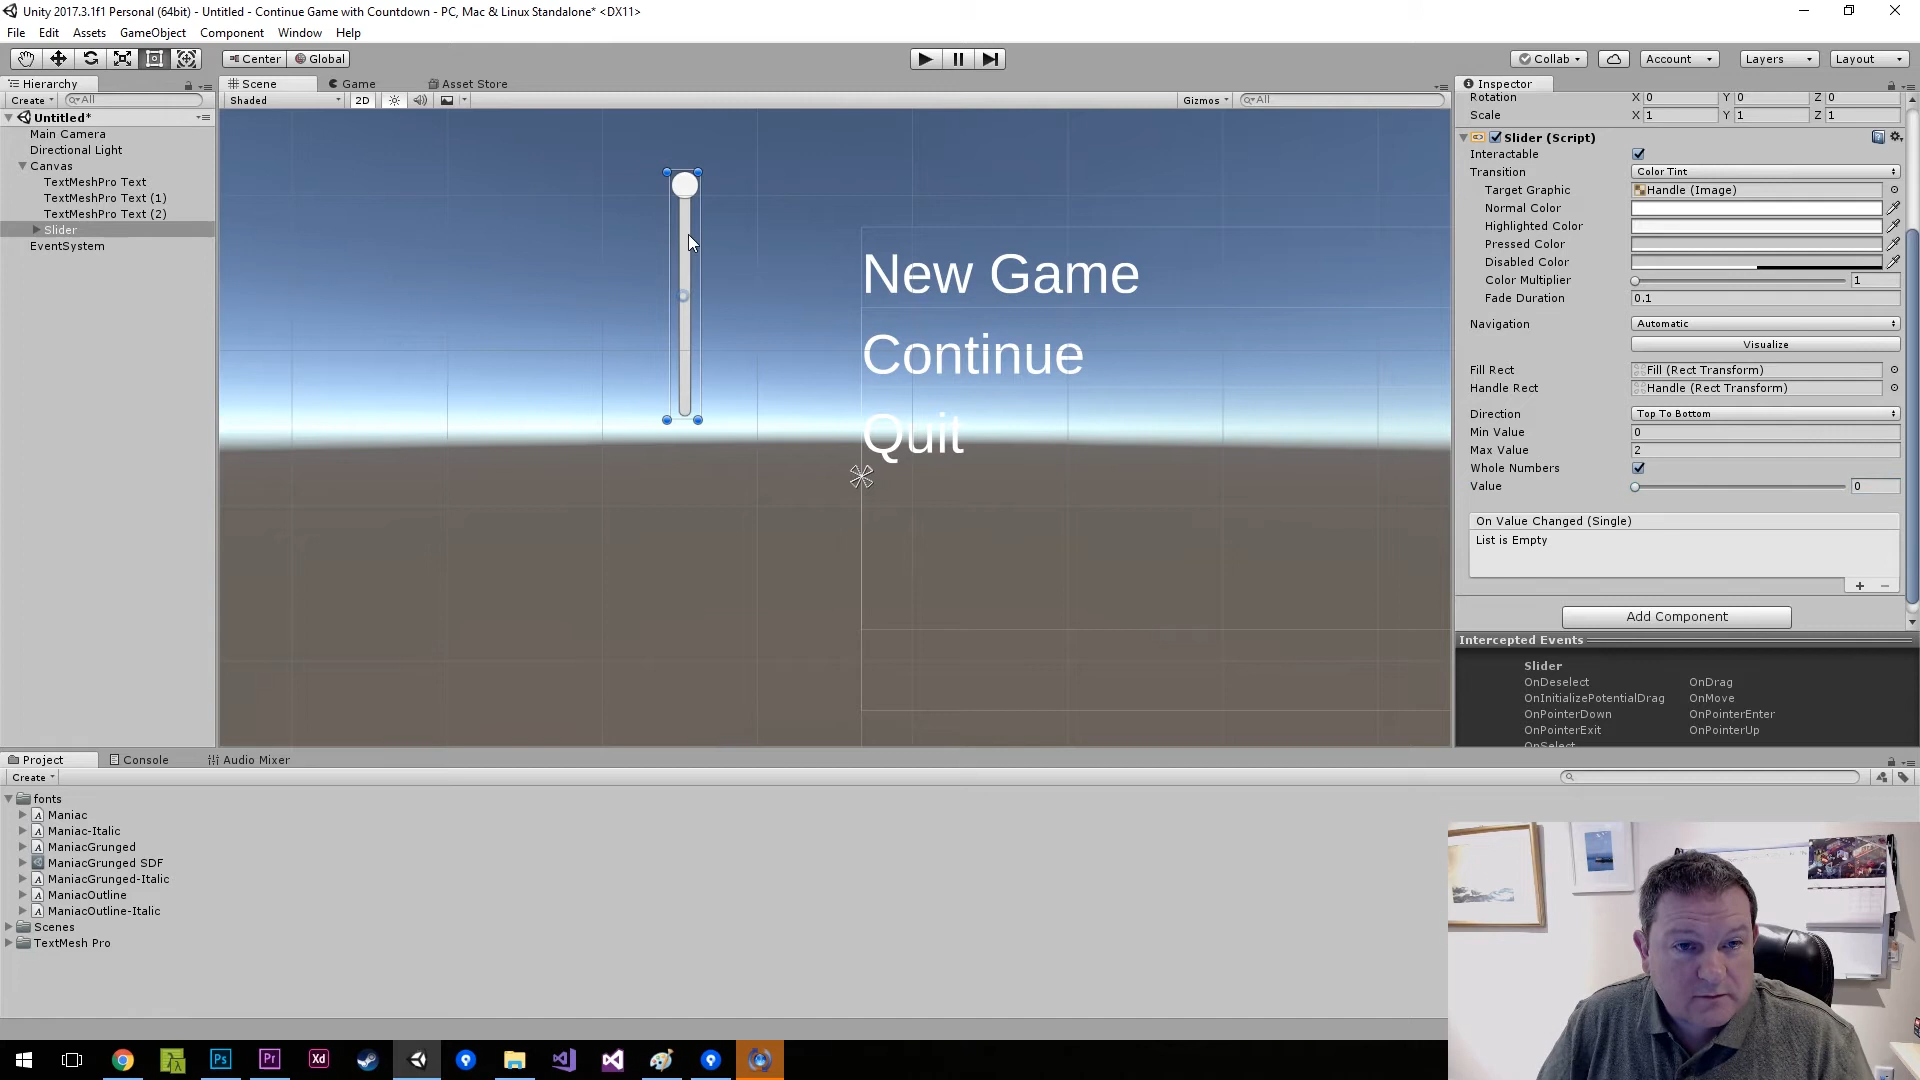 Unity 2017.3.1f1 Personal (64bit) - Untitled - Continue Game with Countdown - PC, Mac & Linux Standalone* <DX11>
File Edit Assets GameObject Component Window Help
Center Global Collab Account Layers Layout
Hierarchy
Create All
Untitled*
Main Camera
Directional Light
Canvas
TextMeshPro Text
TextMeshPro Text (1)
TextMeshPro Text (2)
Slider
EventSystem
Scene Game Asset Store
Shaded 2D Gizmos All
New Game
Continue
Quit
Inspector
Rotation X 0 Y 0 Z 0
Scale X 1 Y 1 Z 1
Slider (Script)
Interactable
Transition Color Tint
Target Graphic Handle (Image)
Normal Color
Highlighted Color
Pressed Color
Disabled Color
Color Multiplier 1
Fade Duration 0.1
Navigation Automatic
Visualize
Fill Rect Fill (Rect Transform)
Handle Rect Handle (Rect Transform)
Direction Top To Bottom
Min Value 0
Max Value 2
Whole Numbers
Value 0
On Value Changed (Single)
List is Empty
Add Component
Intercepted Events
Slider
OnDeselect OnDrag
OnInitializePotentialDrag OnMove
OnPointerDown OnPointerEnter
OnPointerExit OnPointerUp
OnSelect
Project Console Audio Mixer
Create
fonts
Maniac
Maniac-Italic
ManiacGrunged
ManiacGrunged SDF
ManiacGrunged-Italic
ManiacOutline
ManiacOutline-Italic
Scenes
TextMesh Pro
Ps Pr Xd